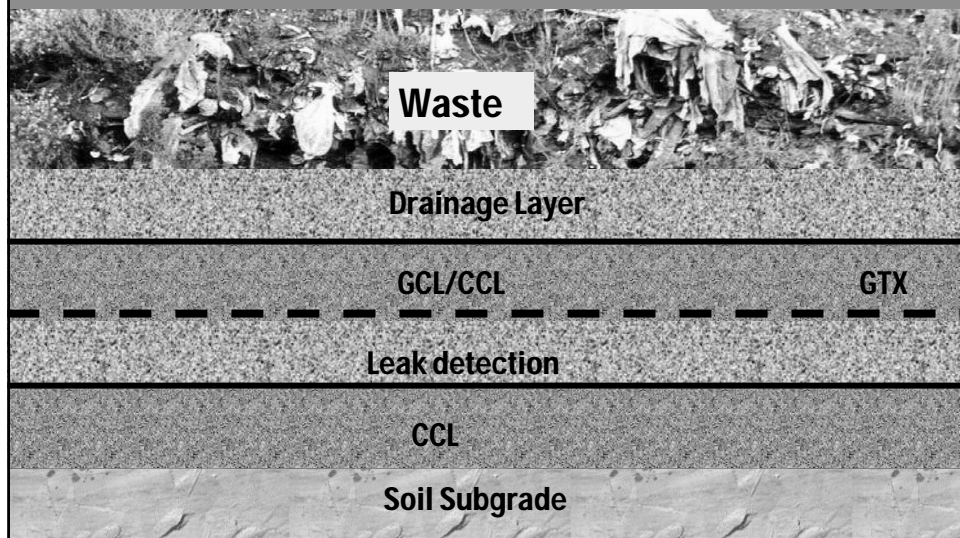 Waste
Drainage Layer
GCL/CCL GTX
Leak detection
CCL
Soil Subgrade